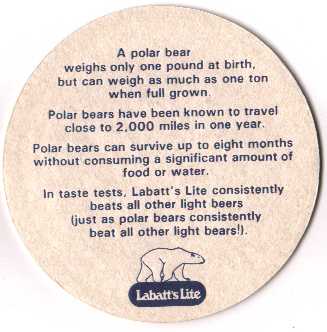 A polar bear
weighs only one pound at birth,
but can weigh as much as one ton
when full grown.
Polar bears have been known to travel
close to 2,000 miles in one year.
Polar bears can survive up to eight months
without consuming a significant amount of
food or water.
In taste tests, Labatt's Lite consistently
beats all other light beers
(just as polar bears consistently
beat all other light bears!).
Labatt's Lite